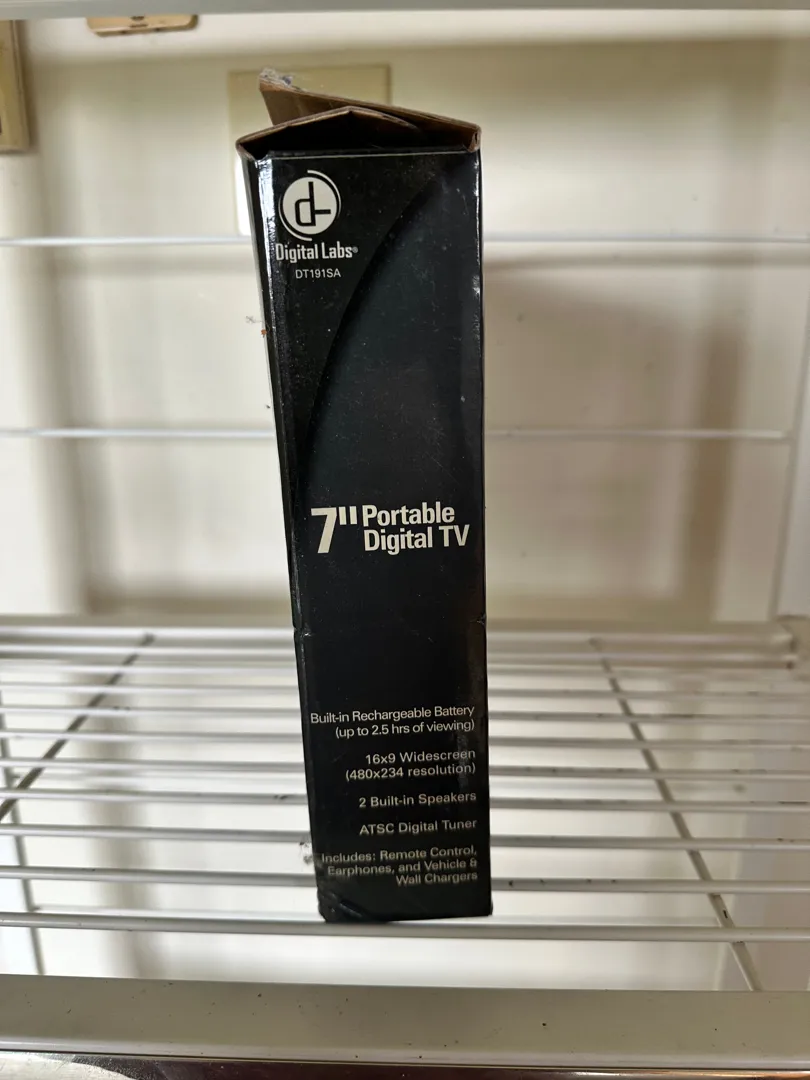 Digital Labs®
DT191SA
7" Portable
Digital TV
Built-in Rechargeable Battery
(up to 2.5 hrs of viewing)
16x9 Widescreen
(480x234 resolution)
2 Built-in Speakers
ATSC Digital Tuner
Includes: Remote Control,
Earphones, and Vehicle &
Wall Chargers